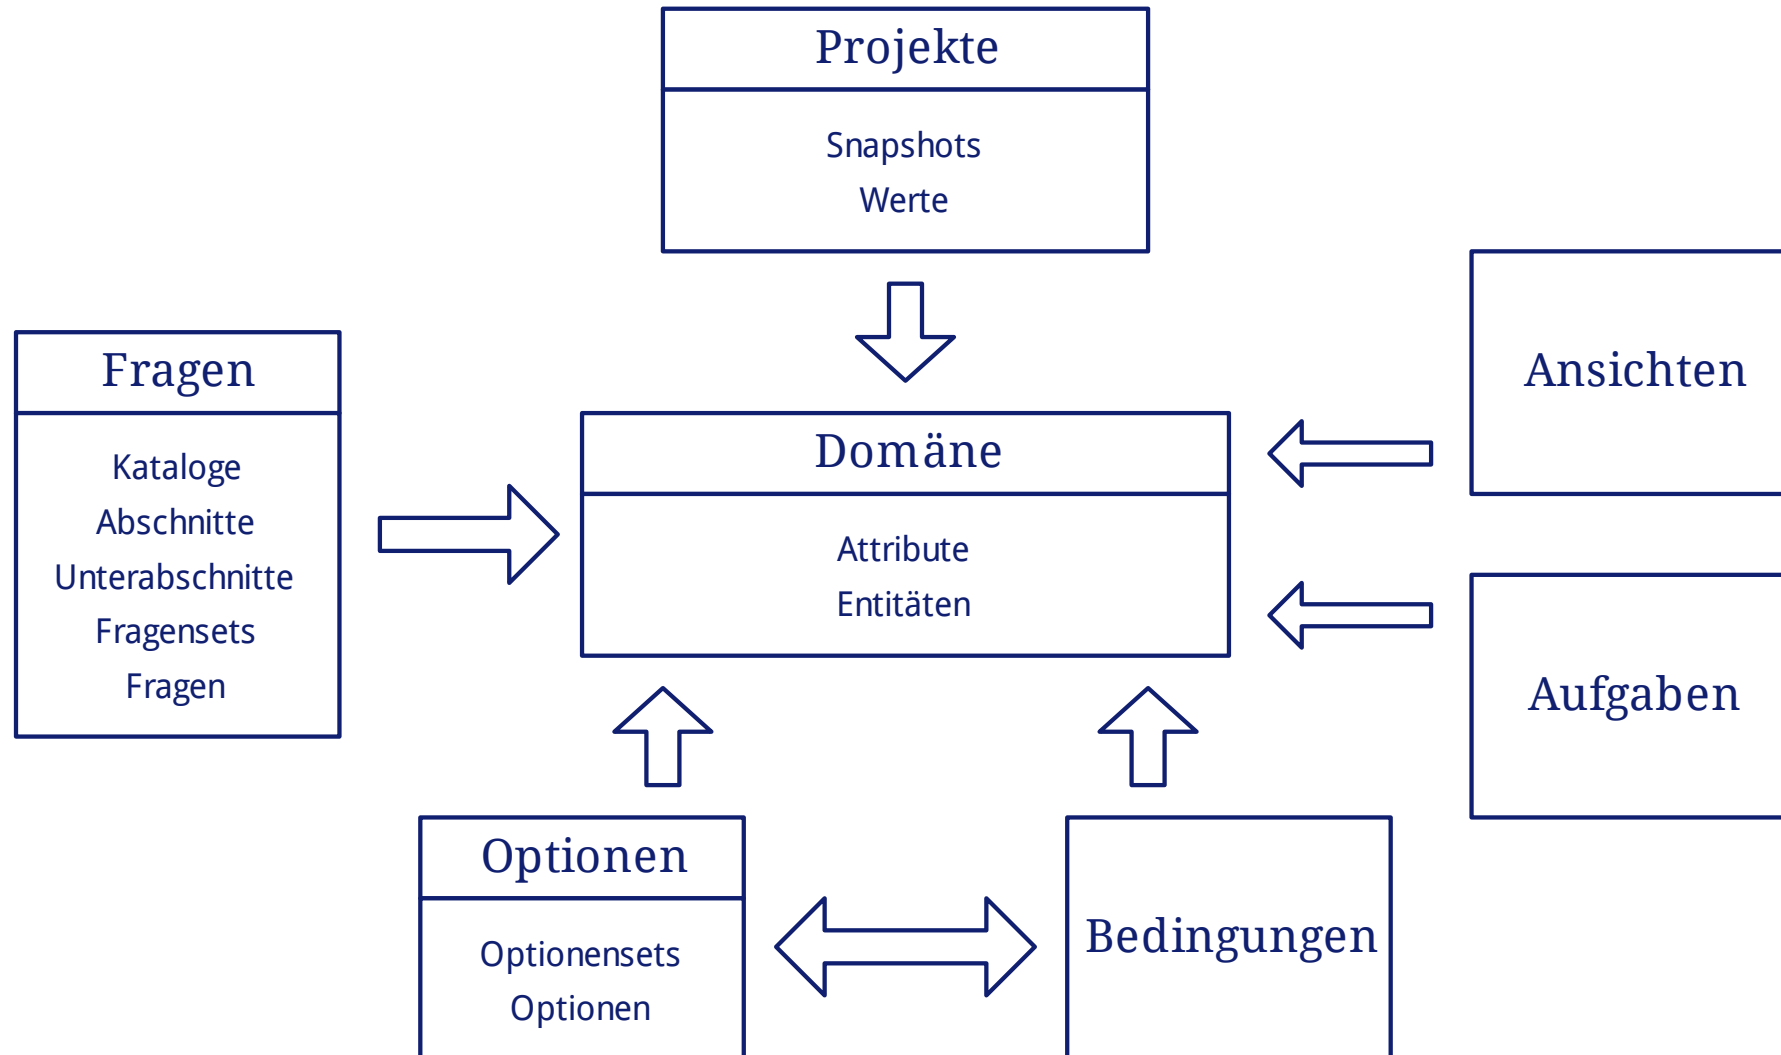 Projekte
Snapshots
Werte
Fragen
Kataloge
Abschnitte
Unterabschnitte
Fragensets
Fragen
Domäne
Attribute
Entitäten
Ansichten
Aufgaben
Optionen
Optionensets
Optionen
Bedingungen